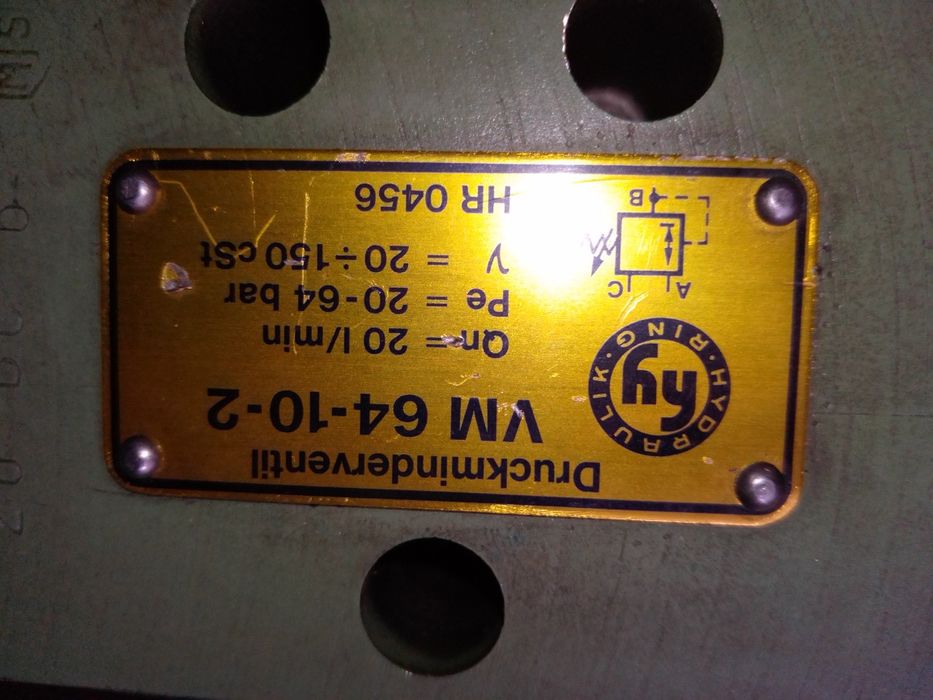 Druckminderventil
VM 64-10-2
HYDRAULIK · RING ·
hy
Qn = 20 l/min
Pe = 20-64 bar
γ = 20÷150 cSt
HR 0456
A C
B